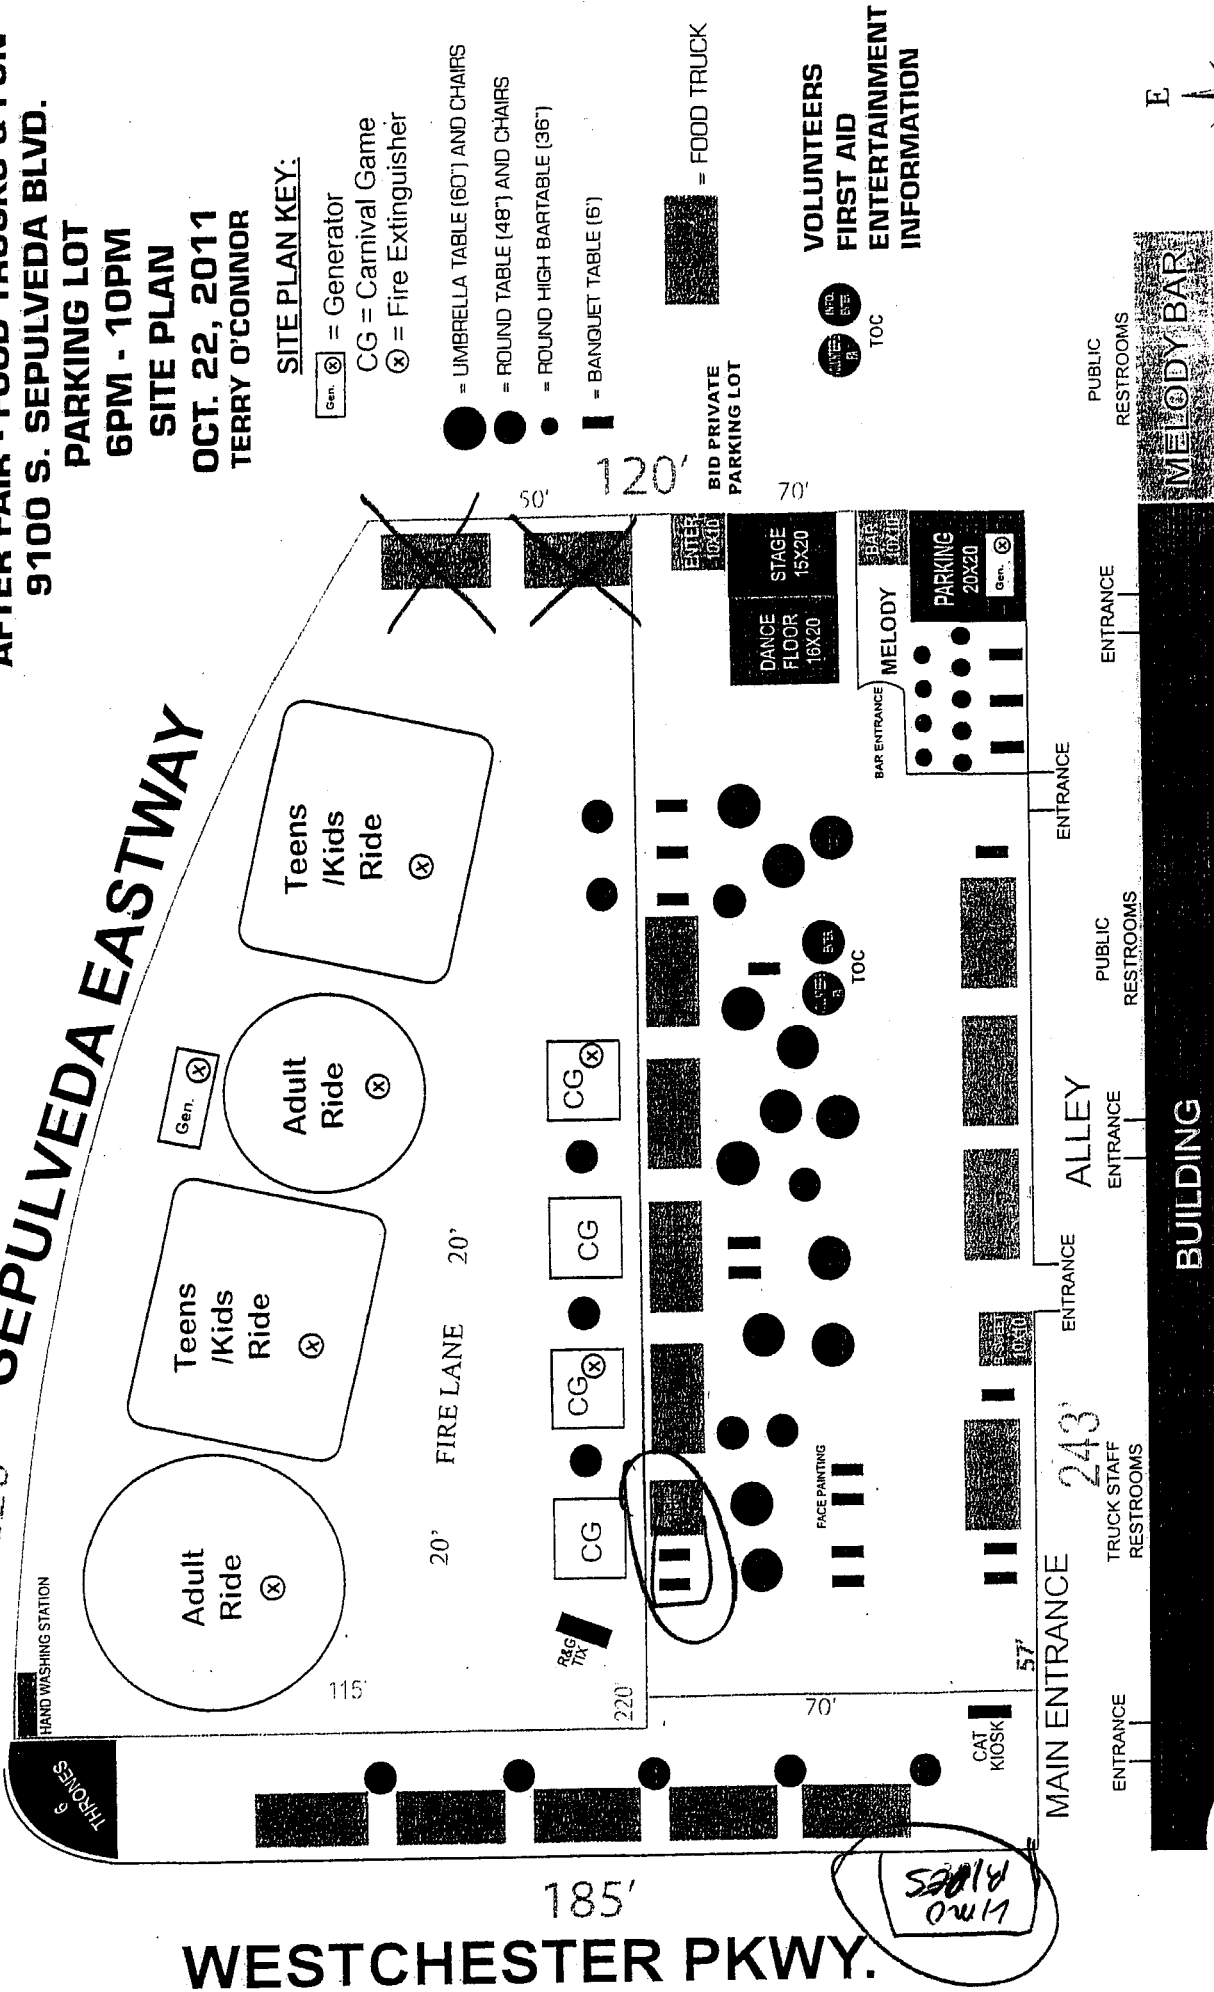 9100 S. SEPULVEDA BLVD.
PARKING LOT
6PM - 10PM
SITE PLAN
OCT. 22, 2011
TERRY O'CONNOR
SITE PLAN KEY:
Gen. ⓧ = Generator
CG = Carnival Game
ⓧ = Fire Extinguisher
= UMBRELLA TABLE (60") AND CHAIRS
= ROUND TABLE (48") AND CHAIRS
= ROUND HIGH BARTABLE (36")
= BANQUET TABLE (6')
= FOOD TRUCK
VOLUNTEERS
FIRST AID
ENTERTAINMENT
INFORMATION
TOC
BID PRIVATE
PARKING LOT
120'
50'
70'
SEPULVEDA EASTWAY
HAND WASHING STATION
6
THRONES
Adult
Ride
ⓧ
Teens
/Kids
Ride
ⓧ
Gen. ⓧ
Adult
Ride
ⓧ
Teens
/Kids
Ride
ⓧ
20' FIRE LANE 20'
115'
220'
R&G
TIX
CG
CG ⓧ
CG
CG ⓧ
ENTER
10X10
STAGE
15X20
DANCE
FLOOR
16X20
MELODY
BAR
10X10
BAR ENTRANCE
PARKING
20X20
Gen. ⓧ
TOC
FACE PAINTING
10X10
70'
57'
CAT
KIOSK
MAIN ENTRANCE
243'
ENTRANCE
ALLEY
ENTRANCE
ENTRANCE
TRUCK STAFF
RESTROOMS
ENTRANCE
PUBLIC
RESTROOMS
ENTRANCE
PUBLIC
RESTROOMS
BUILDING
MELODY BAR
E
185'
WESTCHESTER PKWY.
LIMO
BIKES